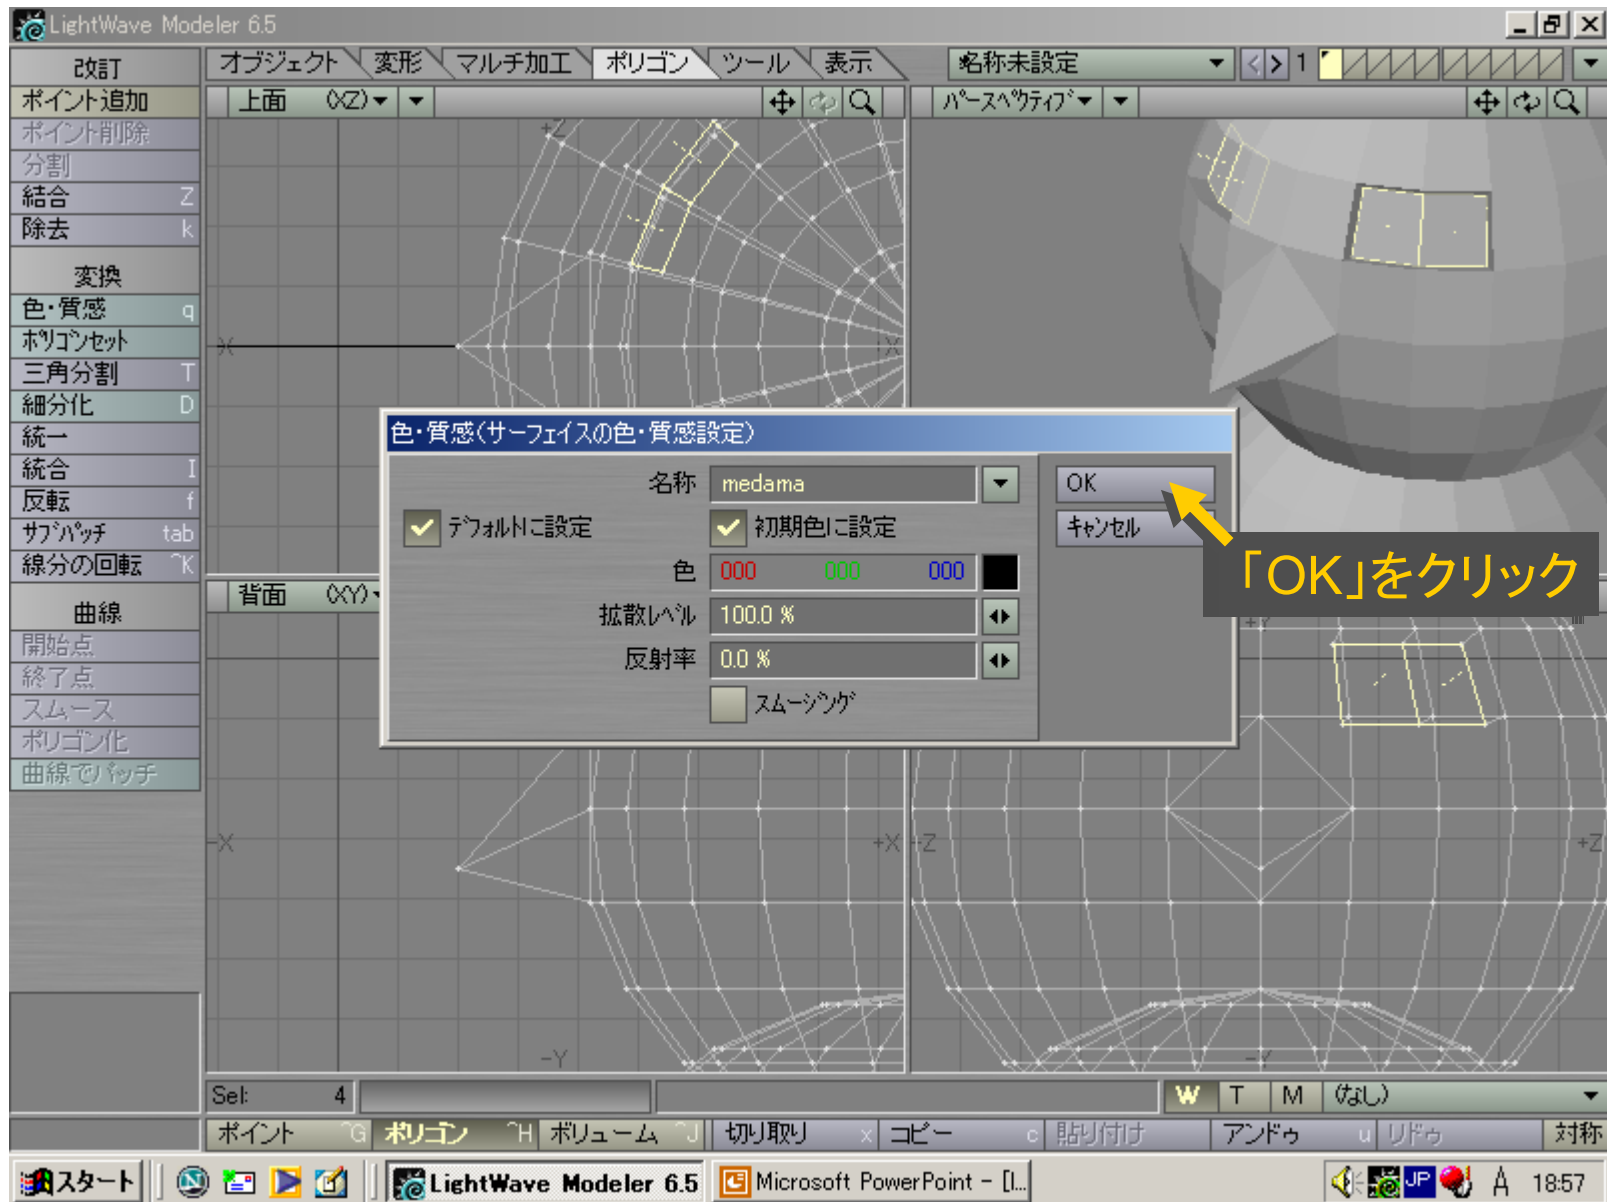 LightWave Modeler 6.5
改訂
オブジェクト 変形 マルチ加工 ポリゴン ツール 表示 名称未設定 1
ポイント追加
上面 (XZ) パースペクティブ
ポイント削除
分割
結合 Z
除去 k
変換
色・質感 q
ポリゴンセット
三角分割 T
細分化 D
統一
統合 I
反転 f
サブパッチ tab
線分の回転 ^K
曲線
開始点
終了点
スムース
ポリゴン化
曲線でパッチ
+Z
-X
+X
色・質感(サーフェイスの色・質感設定)
名称 medama OK
デフォルトに設定 初期色に設定 キャンセル
色 000 000 000
拡散レベル 100.0 %
反射率 0.0 %
スムージング
「OK」をクリック
背面 (XY)
+Y
-X +X -Z +Z
-Y -Y
Sel: 4 W T M (なし)
ポイント ^G ポリゴン ^H ボリューム ^J 切り取り x コピー c 貼り付け v アンドゥ u リドゥ 対称
スタート LightWave Modeler 6.5 Microsoft PowerPoint - [l... JP A 18:57